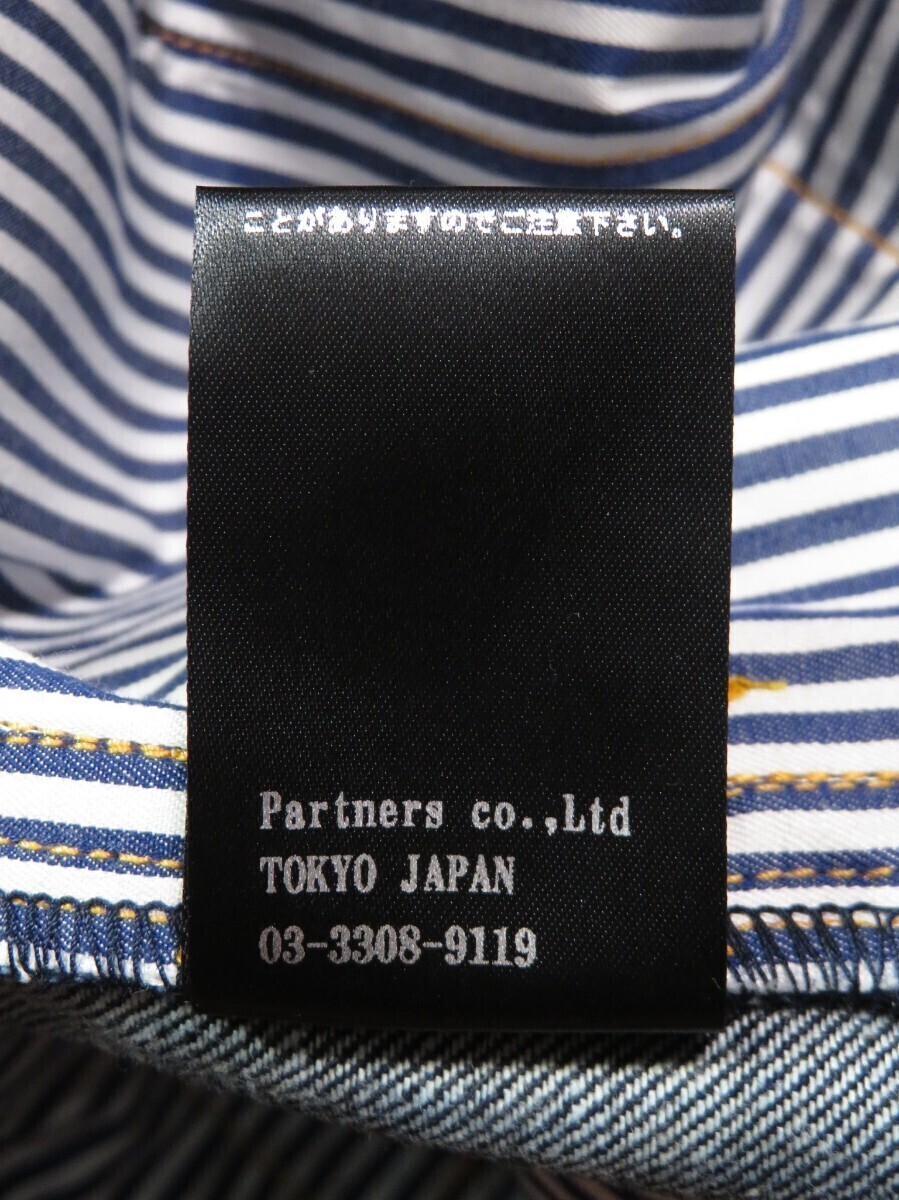 ことがありますのでご注意下さい。
Partners co.,Ltd
TOKYO JAPAN
03-3308-9119